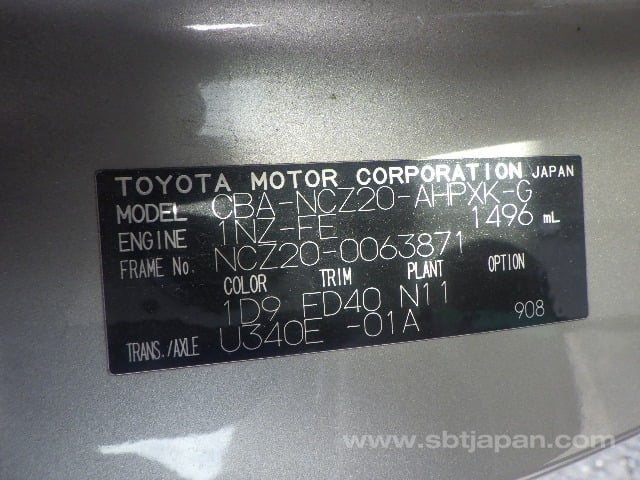 TOYOTA MOTOR CORPORATION JAPAN
MODEL CBA-NCZ20-AHPXK-G
ENGINE 1NZ-FE 1496 mL
FRAME No. NCZ20-0063871
COLOR TRIM PLANT OPTION
1D9 FD40 N11
TRANS./AXLE U340E -01A 908
www.sbtjapan.com